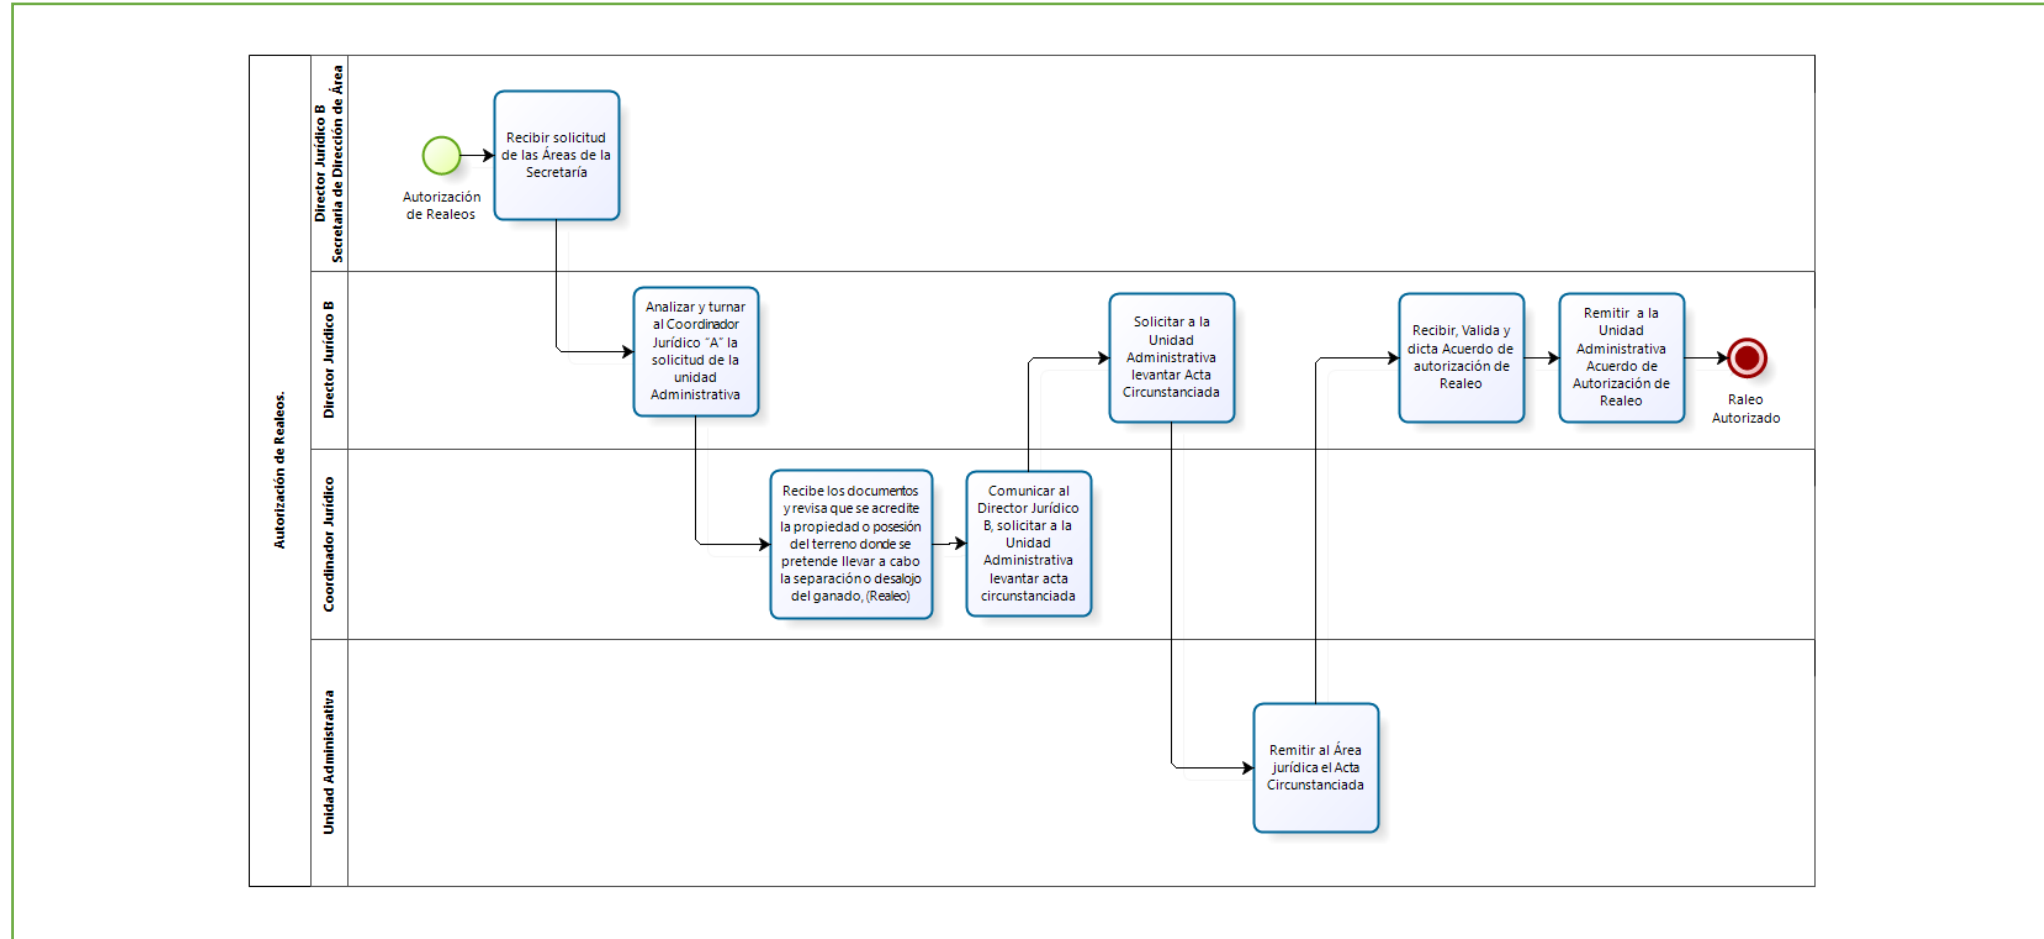 Autorización de Realeos.
Director Jurídico B
Secretaria de Dirección de Área
Autorización
de Realeos
Recibir solicitud
de las Áreas de la
Secretaría
Director Jurídico B
Analizar y turnar
al Coordinador
Jurídico “A” la
solicitud de la
unidad
Administrativa
Solicitar a la
Unidad
Administrativa
levantar Acta
Circunstanciada
Recibir, Valida y
dicta Acuerdo de
autorización de
Realeo
Remitir a la
Unidad
Administrativa
Acuerdo de
Autorización de
Realeo
Raleo
Autorizado
Coordinador Jurídico
Recibe los documentos
y revisa que se acredite
la propiedad o posesión
del terreno donde se
pretende llevar a cabo
la separación o desalojo
del ganado, (Realeo)
Comunicar al
Director Jurídico
B, solicitar a la
Unidad
Administrativa
levantar acta
circunstanciada
Unidad Administrativa
Remitir al Área
jurídica el Acta
Circunstanciada